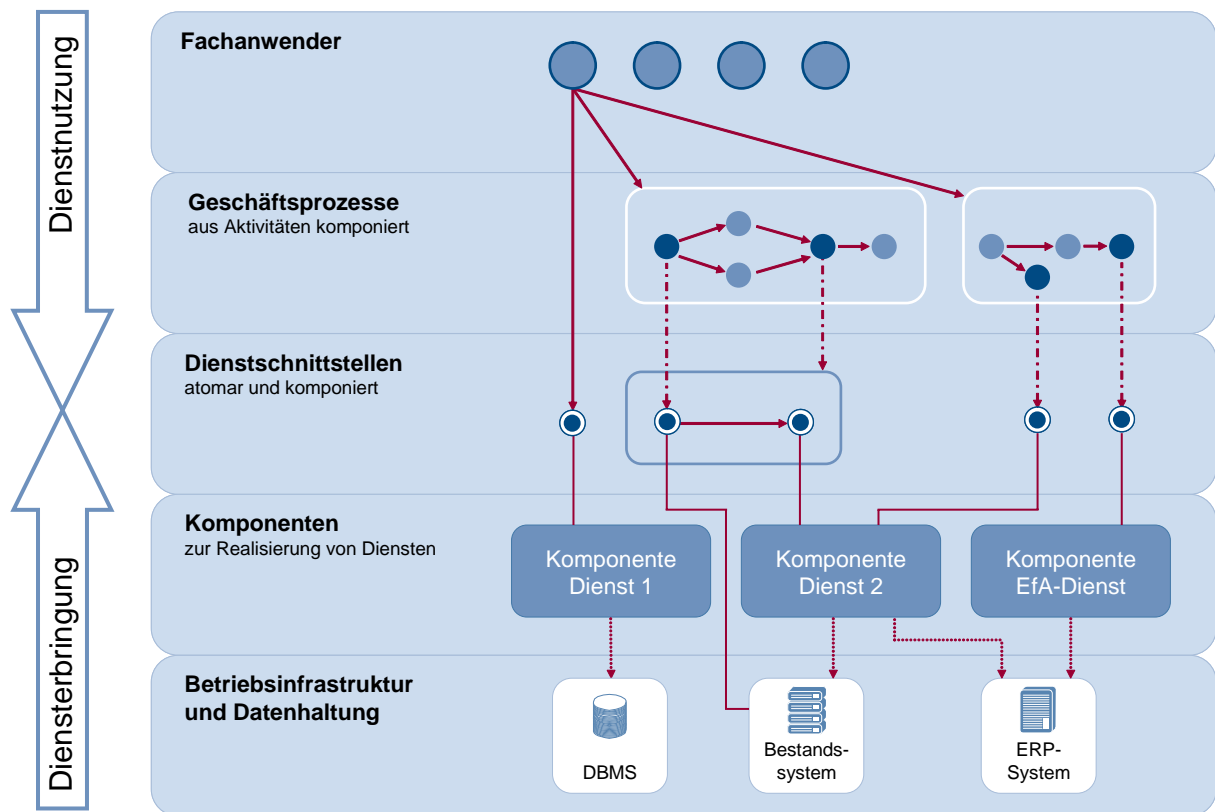 Dienstnutzung
Diensterbringung
Fachanwender
Geschäftsprozesse
aus Aktivitäten komponiert
Dienstschnittstellen
atomar und komponiert
Komponenten
zur Realisierung von Diensten
Komponente
Dienst 1
Komponente
Dienst 2
Komponente
EfA-Dienst
Betriebsinfrastruktur
und Datenhaltung
DBMS
Bestands-
system
ERP-
System